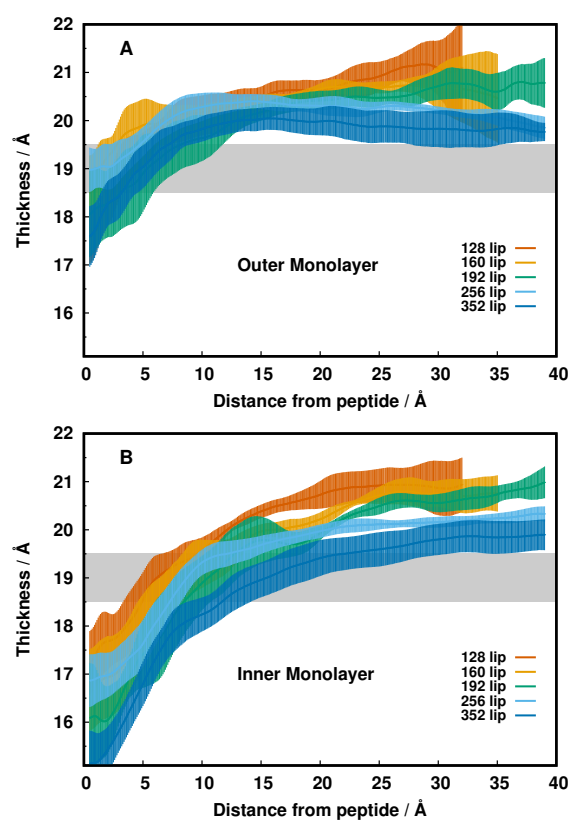 22
A
21
20
19
18
17
16
Thickness / Å
Outer Monolayer
128 lip
160 lip
192 lip
256 lip
352 lip
0 5 10 15 20 25 30 35 40
Distance from peptide / Å
22
B
21
20
19
18
17
16
Thickness / Å
Inner Monolayer
128 lip
160 lip
192 lip
256 lip
352 lip
0 5 10 15 20 25 30 35 40
Distance from peptide / Å